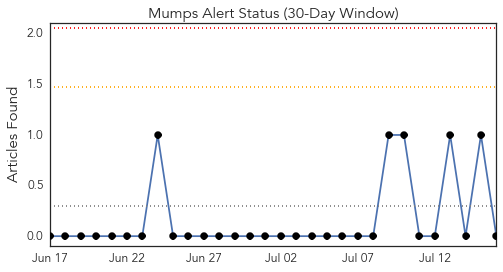 Mumps Alert Status (30-Day Window)
2.0
1.5
1.0
0.5
0.0
Articles Found
Jun 17 Jun 22 Jun 27 Jul 02 Jul 07 Jul 12